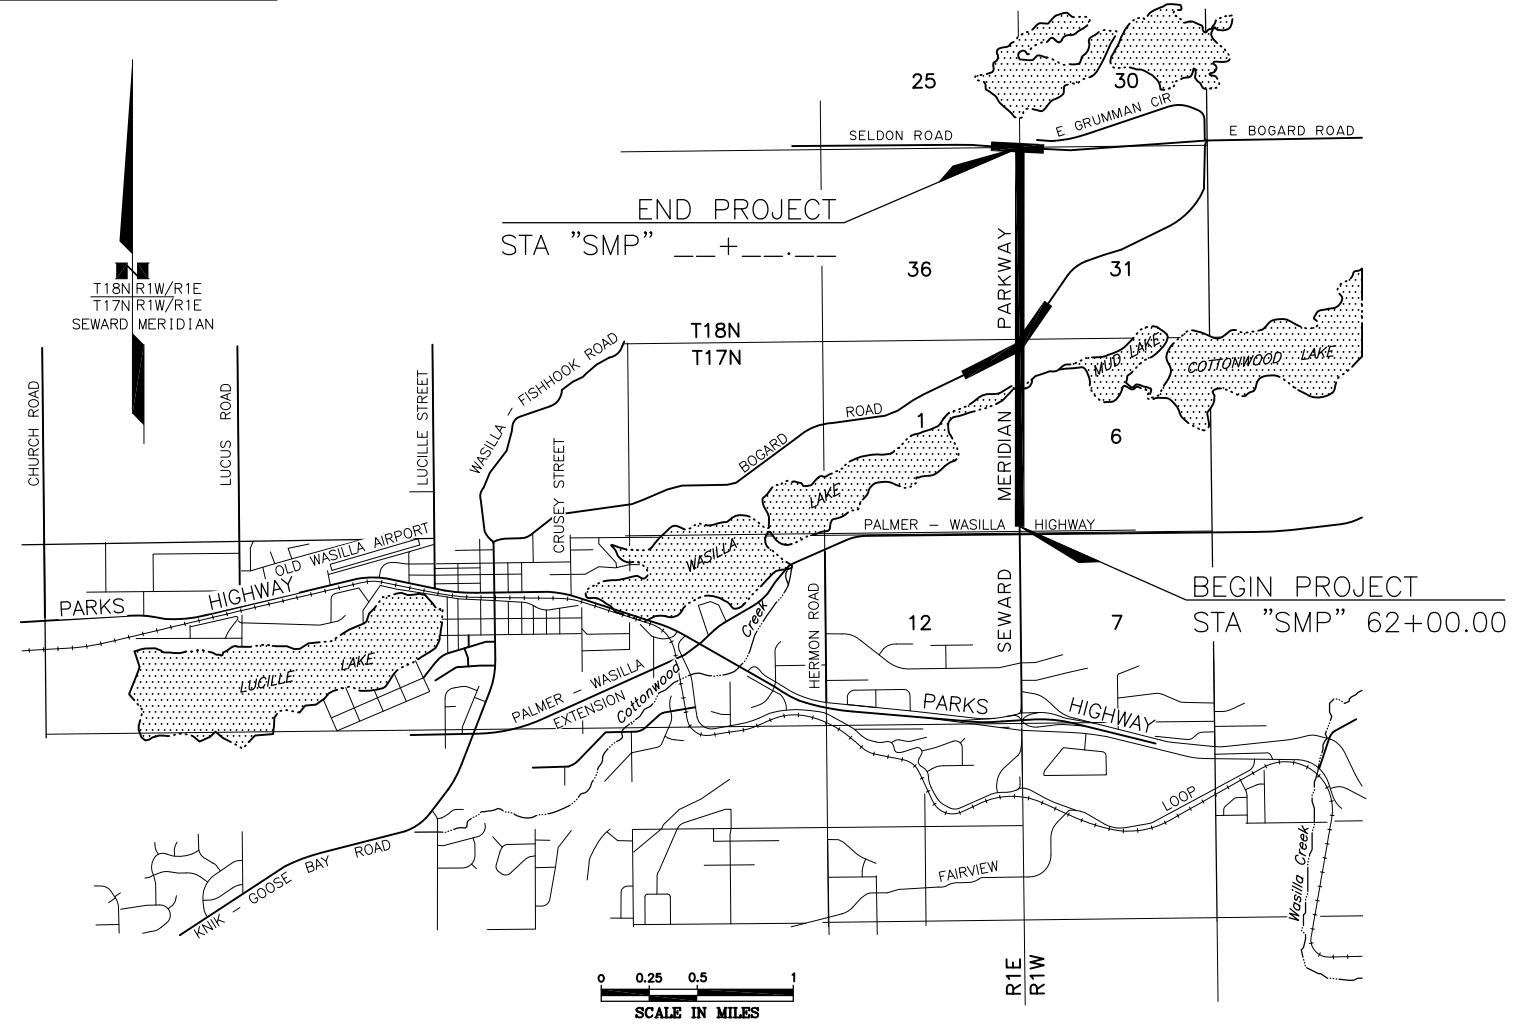 25
30
E GRUMMAN CIR
SELDON ROAD
E BOGARD ROAD
END PROJECT
STA "SMP" __+__.__
36
31
PARKWAY
N
T18N R1W/R1E
T17N R1W/R1E
SEWARD MERIDIAN
T18N
T17N
MUD LAKE
COTTONWOOD LAKE
CHURCH ROAD
LUCUS ROAD
LUCILLE STREET
WASILLA - FISHHOOK ROAD
CRUSEY STREET
BOGARD ROAD
1
6
MERIDIAN
LAKE
WASILLA
PALMER - WASILLA HIGHWAY
OLD WASILLA AIRPORT
PARKS HIGHWAY
BEGIN PROJECT
STA "SMP" 62+00.00
Creek
HERMON ROAD
12
SEWARD
7
LUCILLE LAKE
PALMER - WASILLA
EXTENSION
Cottonwood
PARKS HIGHWAY
LOOP
KNIK - GOOSE BAY ROAD
FAIRVIEW
Wasilla Creek
R1E
R1W
0 0.25 0.5 1
SCALE IN MILES